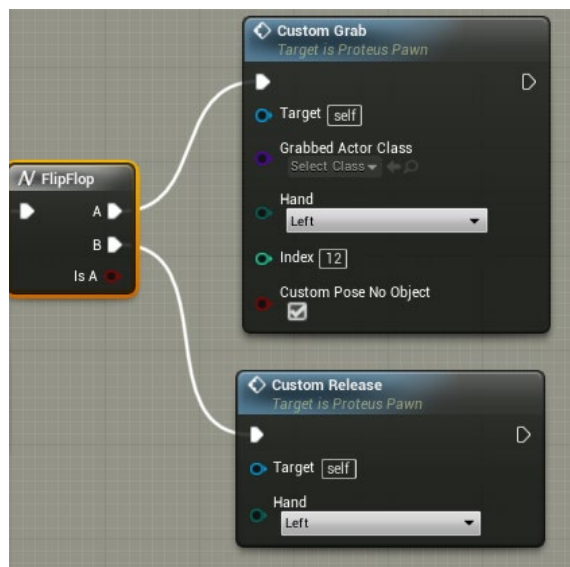 FlipFlop
A
B
Is A
Custom Grab
Target is Proteus Pawn
Target self
Grabbed Actor Class
Select Class
Hand
Left
Index 12
Custom Pose No Object
Custom Release
Target is Proteus Pawn
Target self
Hand
Left